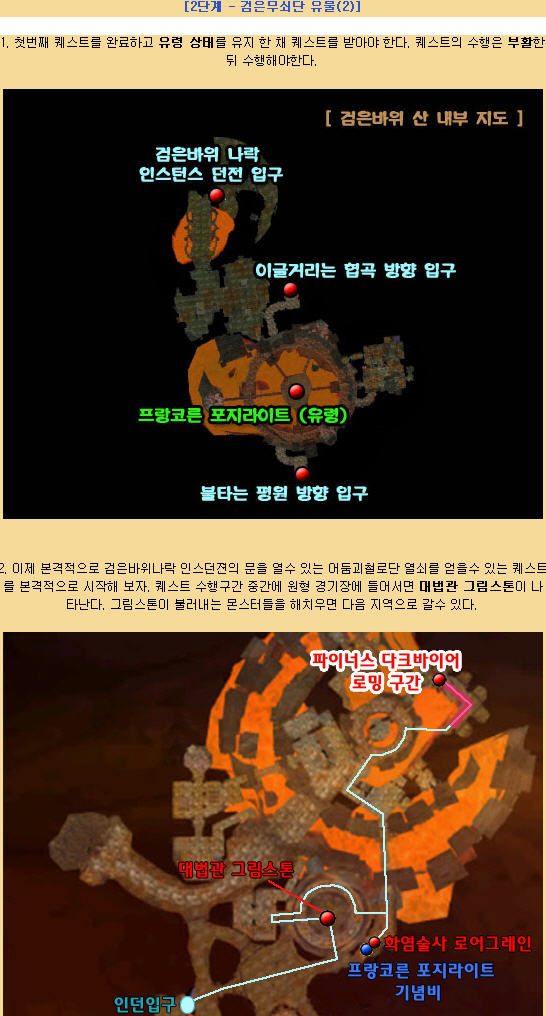 [2단계 - 검은무쇠단 유물(2)]
1. 첫번째 퀘스트를 완료하고 유령 상태를 유지 한 채 퀘스트를 받아야 한다. 퀘스트의 수행은 부활한
뒤 수행해야한다.
[ 검은바위 산 내부 지도 ]
검은바위 나락
인스턴스 던전 입구
이글거리는 협곡 방향 입구
프랑코른 포지라이트 (유령)
불타는 평원 방향 입구
2. 이제 본격적으로 검은바위나락 인스던젼의 문을 열수 있는 어둠괴철로단 열쇠를 얻을수 있는 퀘스트
를 본격적으로 시작해 보자. 퀘스트 수행구간 중간에 원형 경기장에 들어서면 대법관 그림스톤이 나
타난다. 그림스톤이 불러내는 몬스터들을 해치우면 다음 지역으로 갈수 있다.
파이너스 다크바이어
로밍 구간
대법관 그림스톤
화염술사 로어그레인
프랑코른 포지라이트
기념비
인던입구